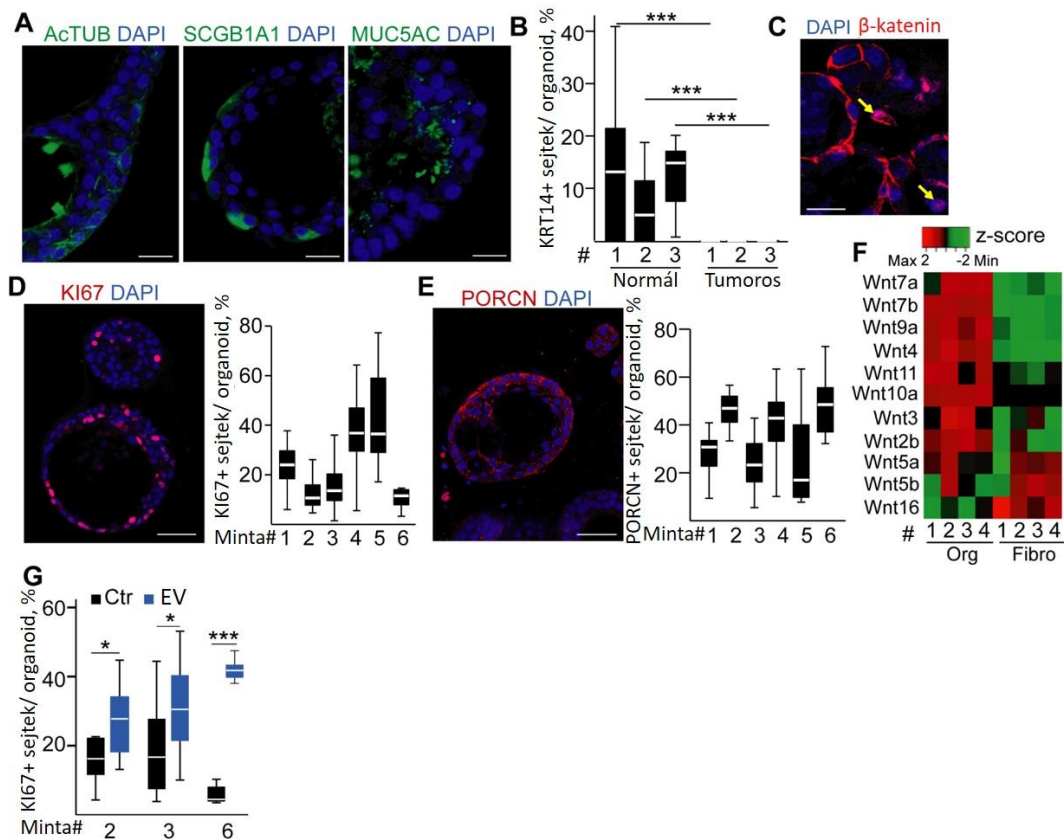 A
AcTUB DAPI SCGB1A1 DAPI MUC5AC DAPI
B
KRT14+ sejtek/ organoid, %
40
30
20
10
***
***
***
# 1 2 3 1 2 3
Normál Tumoros
C
DAPI β-katenin
D
KI67 DAPI
KI67+ sejtek/ organoid, %
80
60
40
20
Minta# 1 2 3 4 5 6
E
PORCN DAPI
PORCN+ sejtek/ organoid, %
80
60
40
20
Minta# 1 2 3 4 5 6
F
z-score
Max 2 -2 Min
Wnt7a
Wnt7b
Wnt9a
Wnt4
Wnt11
Wnt10a
Wnt3
Wnt2b
Wnt5a
Wnt5b
Wnt16
# 1 2 3 4 1 2 3 4
Org Fibro
G
Ctr EV
KI67+ sejtek/ organoid, %
60
40
20
*
*
***
Minta# 2 3 6